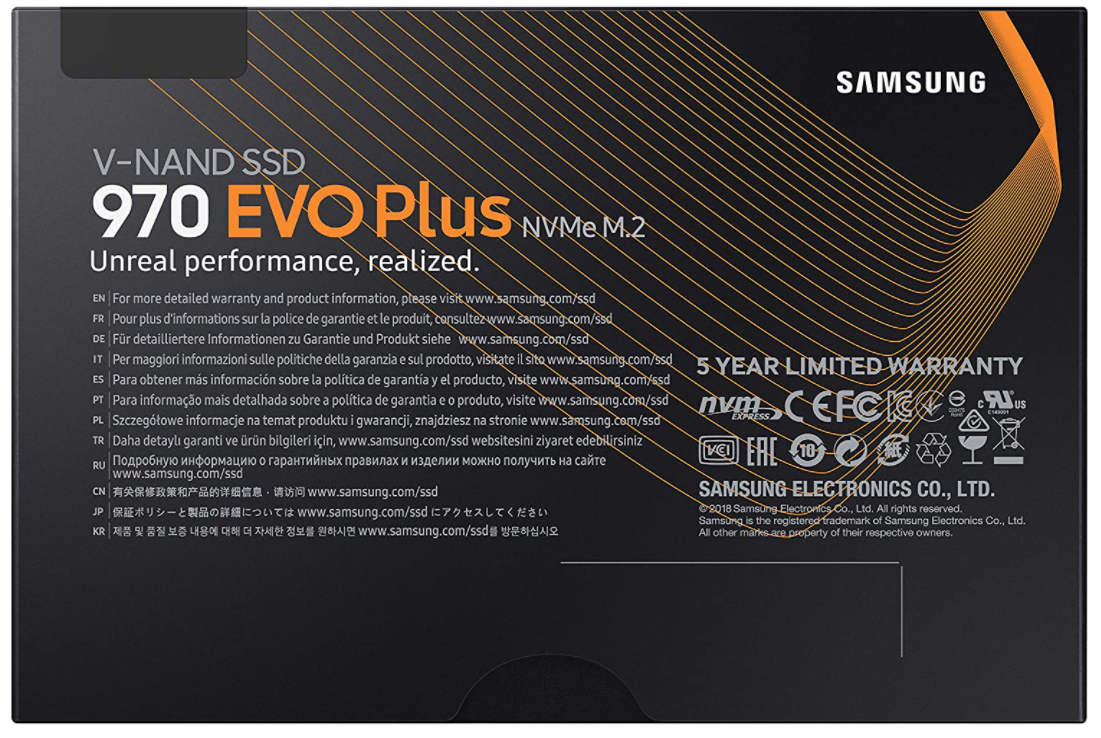 SAMSUNG
V-NAND SSD
970 EVO Plus NVMe M.2
Unreal performance, realized.
EN For more detailed warranty and product information, please visit www.samsung.com/ssd
FR Pour plus d'informations sur la police de garantie et le produit, consultez www.samsung.com/ssd
DE Für detailliertere Informationen zu Garantie und Produkt siehe www.samsung.com/ssd
IT Per maggiori informazioni sulle politiche della garanzia e sul prodotto, visitate il sito www.samsung.com/ssd
ES Para obtener más información sobre la política de garantía y el producto, visite www.samsung.com/ssd
PT Para informação mais detalhada sobre a política de garantia e o produto, visite www.samsung.com/ssd
PL Szczegółowe informacje na temat produktu i gwarancji, znajdziesz na stronie www.samsung.com/ssd
TR Daha detaylı garanti ve ürün bilgileri için, www.samsung.com/ssd websitesini ziyaret edebilirsiniz
RU Подробную информацию о гарантийных правилах и изделии можно получить на сайте
www.samsung.com/ssd
CN 有关保修政策和产品的详细信息，请访问 www.samsung.com/ssd
JP 保証ポリシーと製品の詳細については www.samsung.com/ssd にアクセスしてください
KR 제품 및 품질 보증 내용에 대해 더 자세한 정보를 원하시면 www.samsung.com/ssd를 방문하십시오
5 YEAR LIMITED WARRANTY
nvm EXPRESS CE FC c US
E149091
VCI EAC 10 紙
SAMSUNG ELECTRONICS CO., LTD.
© 2018 Samsung Electronics Co., Ltd. All rights reserved.
Samsung is the registered trademark of Samsung Electronics Co., Ltd.
All other marks are property of their respective owners.